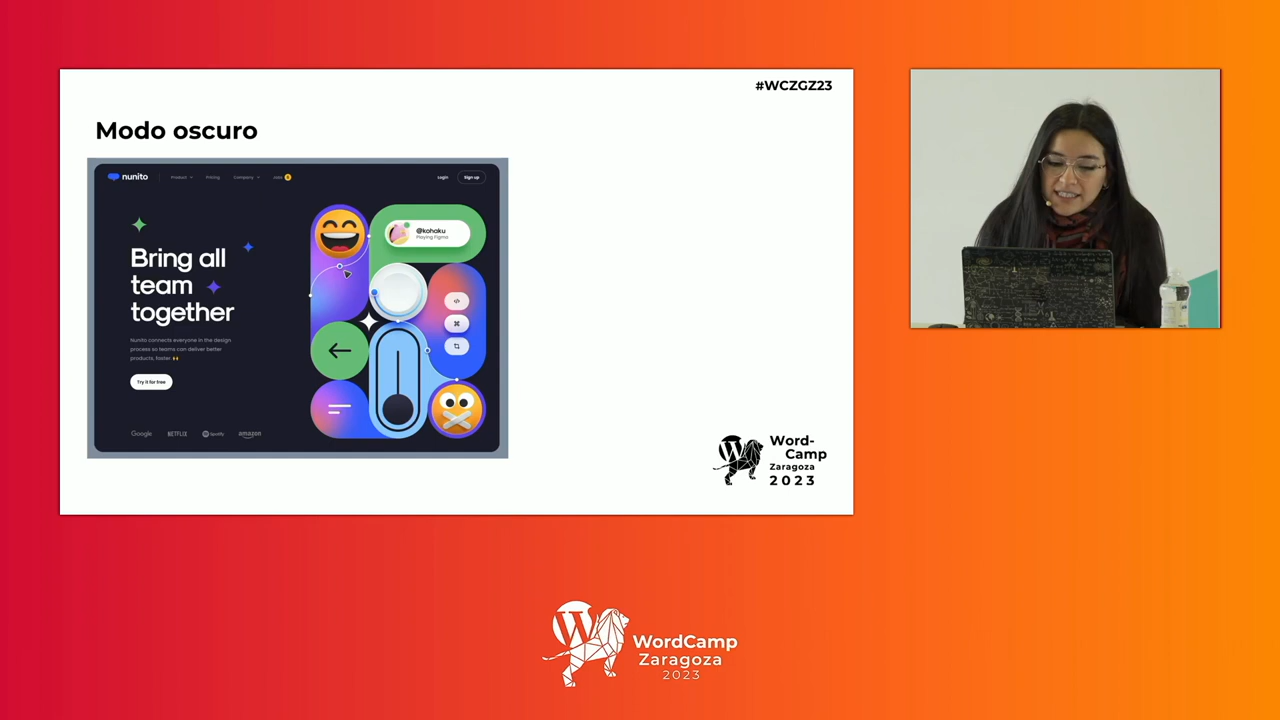 #WCZGZ23
Modo oscuro
nunito
Product
Pricing
Company
Jobs
Login
Sign up
Bring all
team
together
Nunito connects everyone in the design
process so teams can deliver better
products, faster.
Try it for free
Google
NETFLIX
Spotify
amazon
@kohaku
Playing Figma
Word-
Camp
Zaragoza
2023
WordCamp
Zaragoza
2023